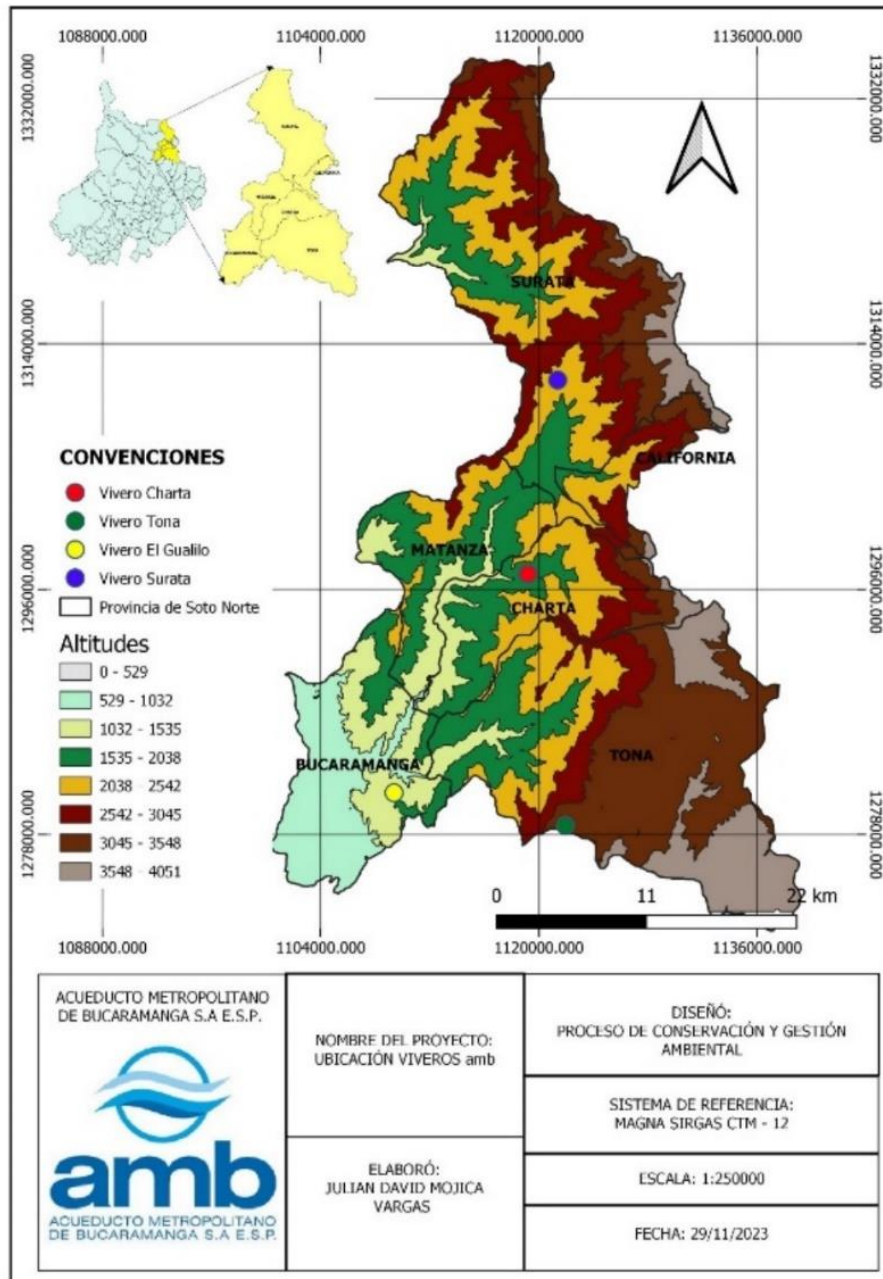 1088000.000 1104000.000 1120000.000 1136000.000
1332000.000 1332000.000
SURATA
1314000.000 1314000.000
CALIFORNIA
CONVENCIONES
Vivero Charta
Vivero Tona
Vivero El Gualilo
Vivero Surata
Provincia de Soto Norte
MATANZA
1296000.000 1296000.000
CHARTA
Altitudes
0 - 529
529 - 1032
1032 - 1535
1535 - 2038
2038 - 2542
2542 - 3045
3045 - 3548
3548 - 4051
BUCARAMANGA
TONA
1278000.000 1278000.000
0 11 22 km
1088000.000 1104000.000 1120000.000 1136000.000
ACUEDUCTO METROPOLITANO
DE BUCARAMANGA S.A E.S.P.
amb
ACUEDUCTO METROPOLITANO
DE BUCARAMANGA S.A E.S.P.
NOMBRE DEL PROYECTO:
UBICACIÓN VIVEROS amb
ELABORÓ:
JULIAN DAVID MOJICA
VARGAS
DISEÑÓ:
PROCESO DE CONSERVACIÓN Y GESTIÓN
AMBIENTAL
SISTEMA DE REFERENCIA:
MAGNA SIRGAS CTM - 12
ESCALA: 1:250000
FECHA: 29/11/2023